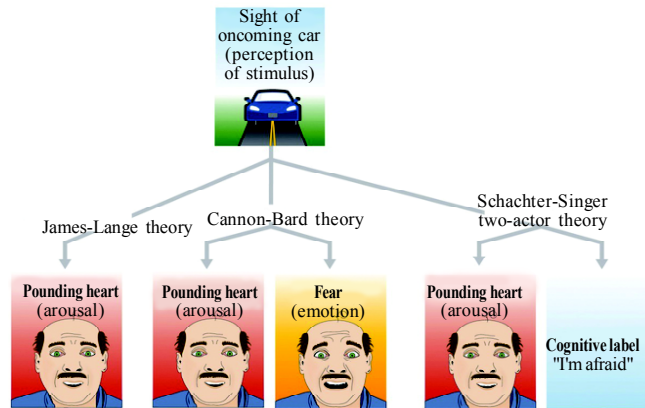 Sight of
oncoming car
(perception
of stimulus)
James-Lange theory
Cannon-Bard theory
Schachter-Singer
two-actor theory
Pounding heart
(arousal)
Pounding heart
(arousal)
Fear
(emotion)
Pounding heart
(arousal)
Cognitive label
"I'm afraid"